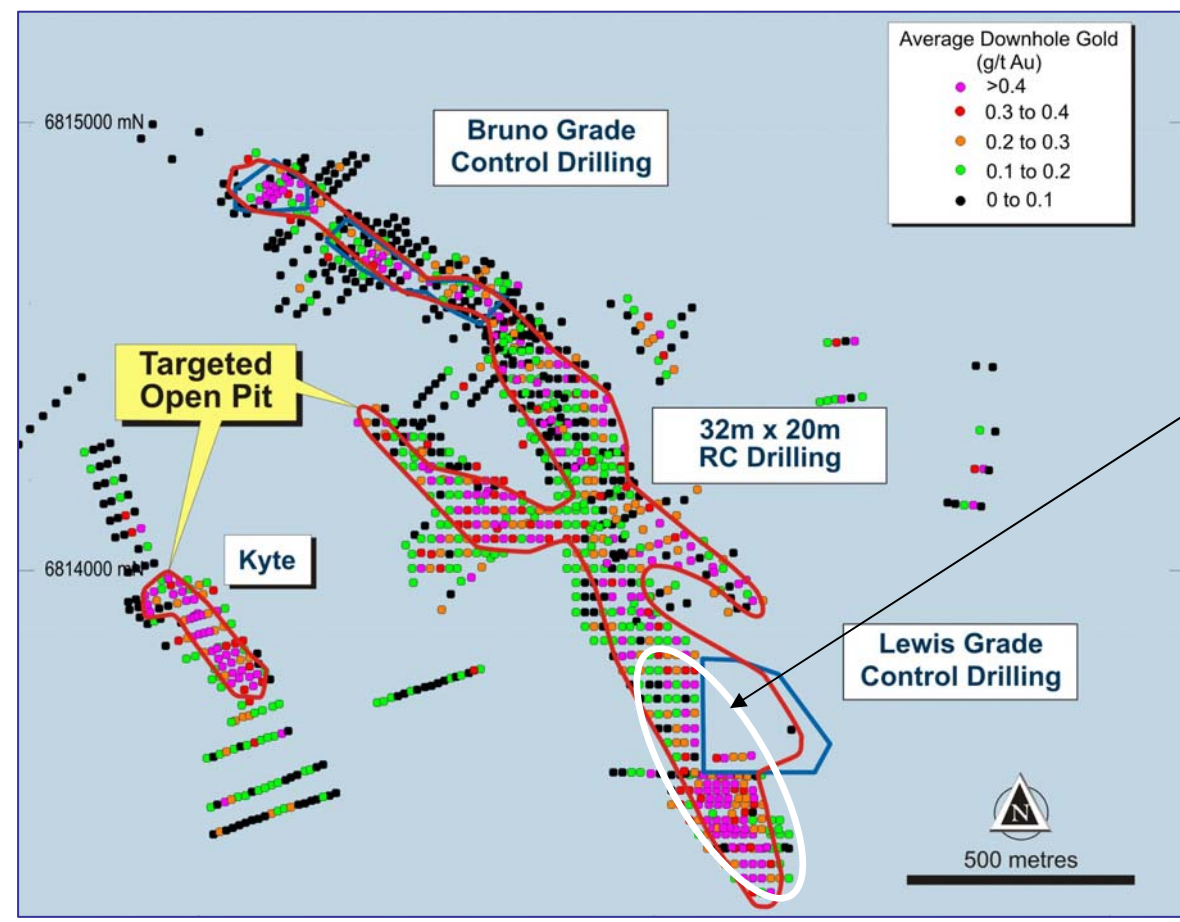 Average Downhole Gold
(g/t Au)
>0.4
0.3 to 0.4
0.2 to 0.3
0.1 to 0.2
0 to 0.1
6815000 mN
Bruno Grade
Control Drilling
Targeted
Open Pit
32m x 20m
RC Drilling
Kyte
6814000 mN
Lewis Grade
Control Drilling
N
500 metres